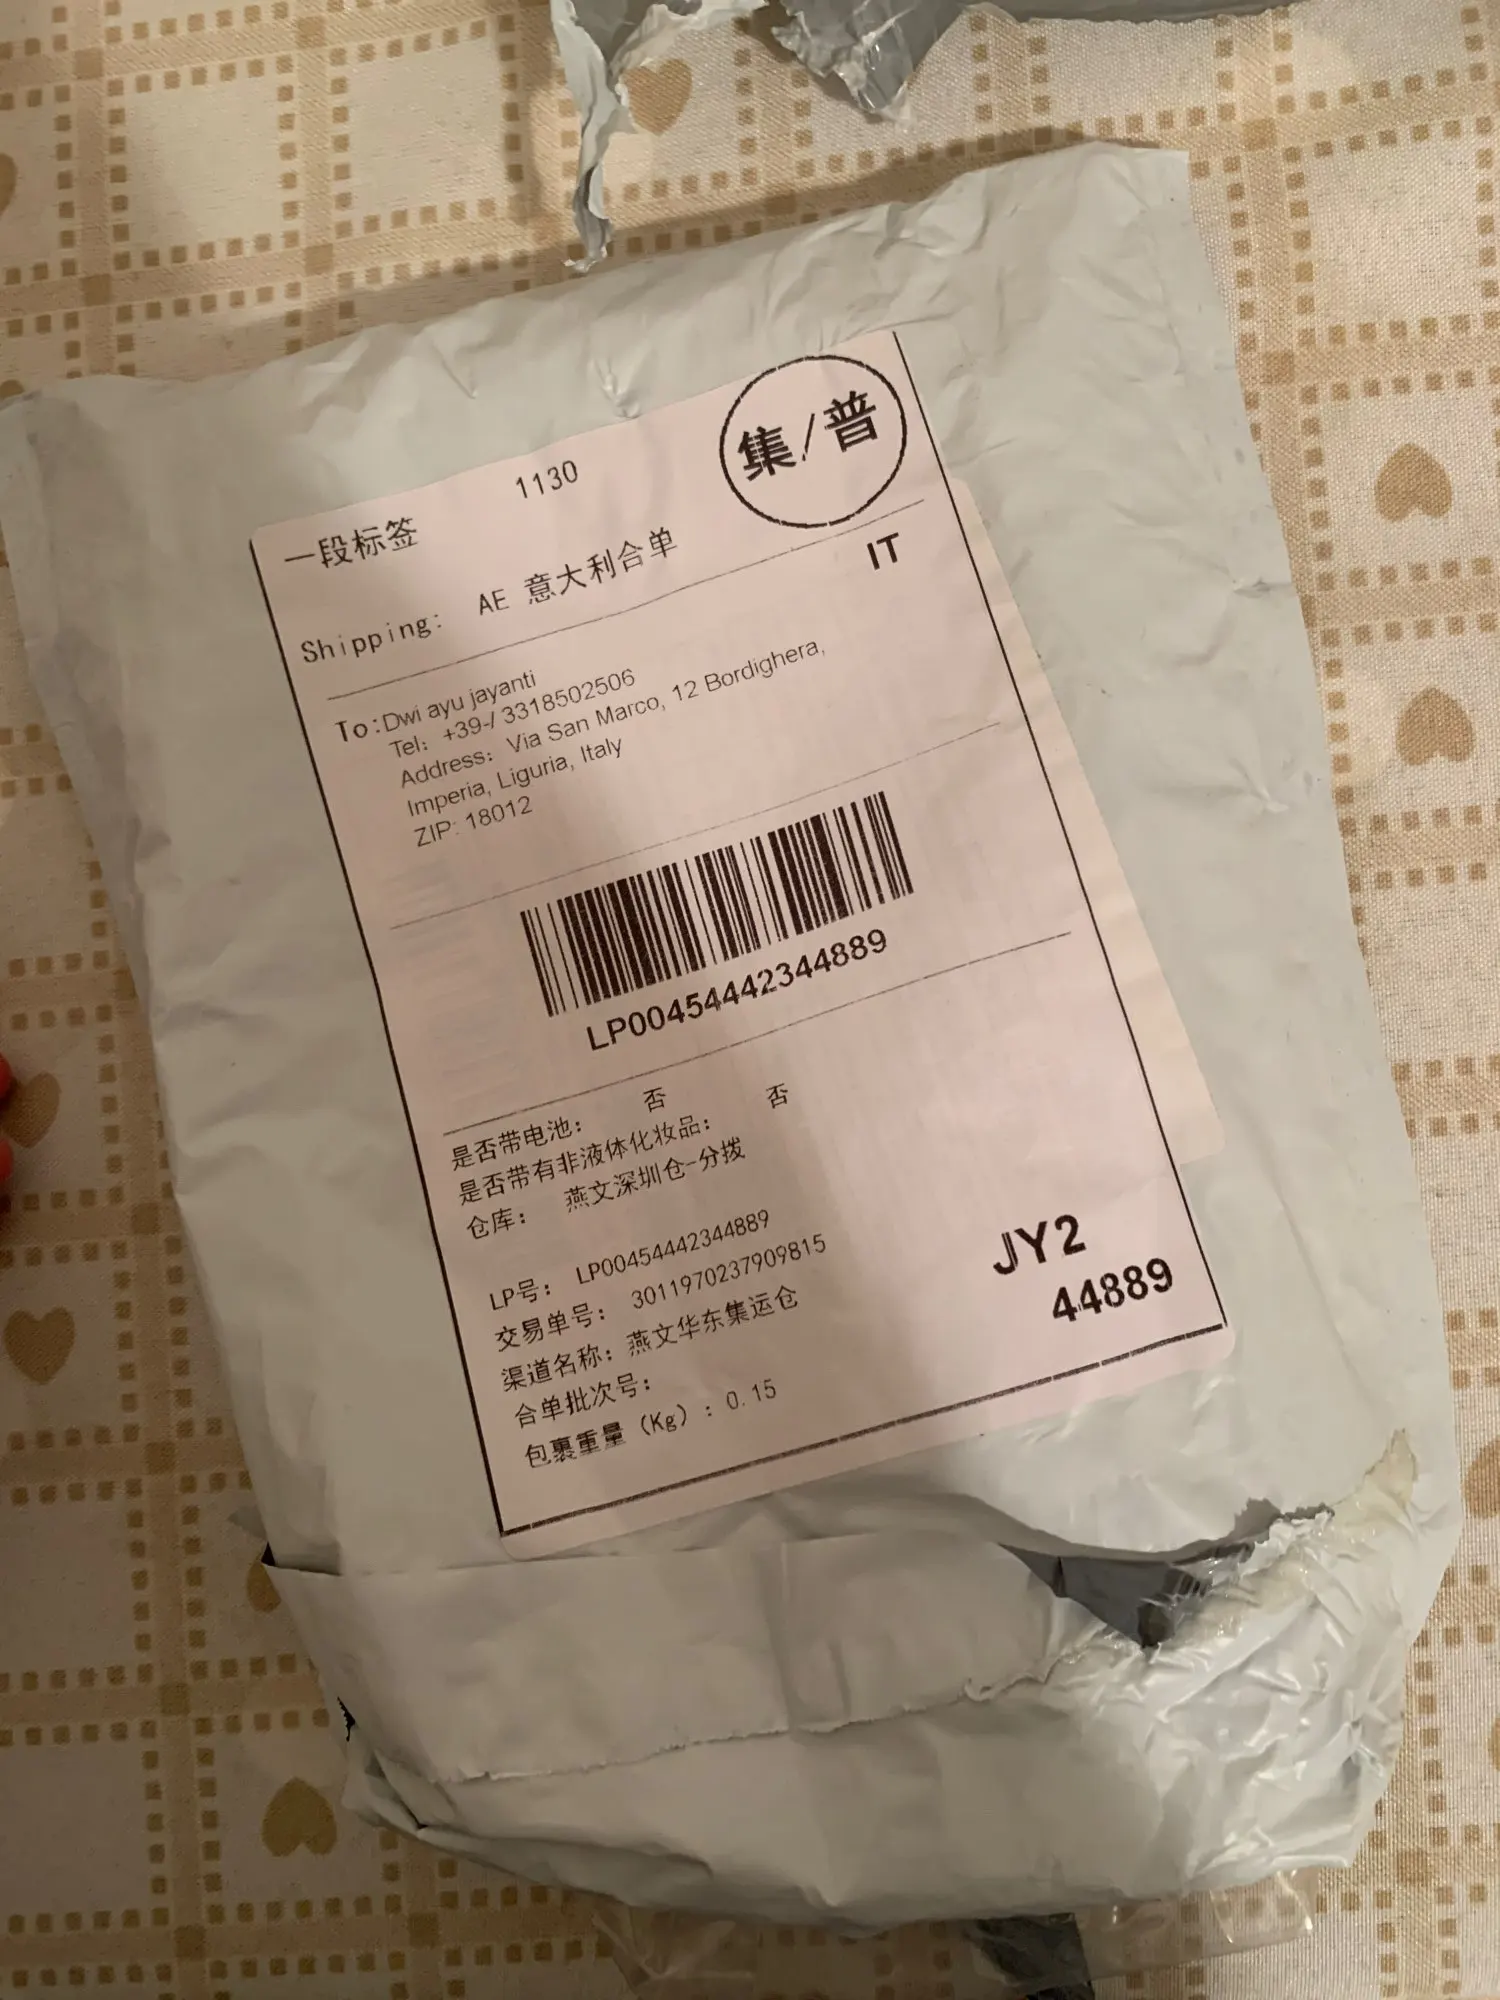 1130
集/普
一段标签
Shipping: AE 意大利合单
IT
To:Dwi ayu jayanti
Tel: +39-/ 3318502506
Address: Via San Marco, 12 Bordighera,
Imperia, Liguria, Italy
ZIP: 18012
LP00454442344889
是否带电池: 否
是否带有非液体化妆品: 否
仓库: 燕文深圳仓-分拨
LP号: LP00454442344889
交易单号: 3011970237909815
渠道名称: 燕文华东集运仓
合单批次号:
包裹重量 (Kg) : 0.15
JY2
44889